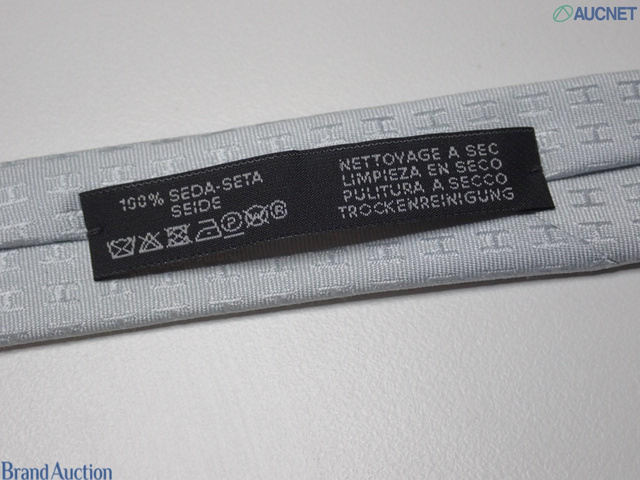 AUCNET
100% SEDA-SETA
SEIDE
P W R
NETTOYAGE A SEC
LIMPIEZA EN SECO
PULITURA A SECCO
TROCKENREINIGUNG
Brand Auction